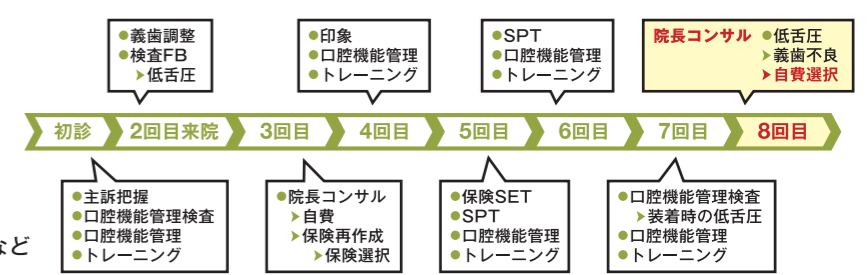 ●義歯調整
●検査FB
➤低舌圧
●印象
●口腔機能管理
●トレーニング
●SPT
●口腔機能管理
●トレーニング
院長コンサル ●低舌圧
➤義歯不良
➤自費選択
初診 2回目来院 3回目 4回目 5回目 6回目 7回目 8回目
●主訴把握
●口腔機能管理検査
●口腔機能管理
●トレーニング
●院長コンサル
➤自費
➤保険再作成
➤保険選択
●保険SET
●SPT
●口腔機能管理
●トレーニング
●口腔機能管理検査
➤装着時の低舌圧
●口腔機能管理
●トレーニング
など